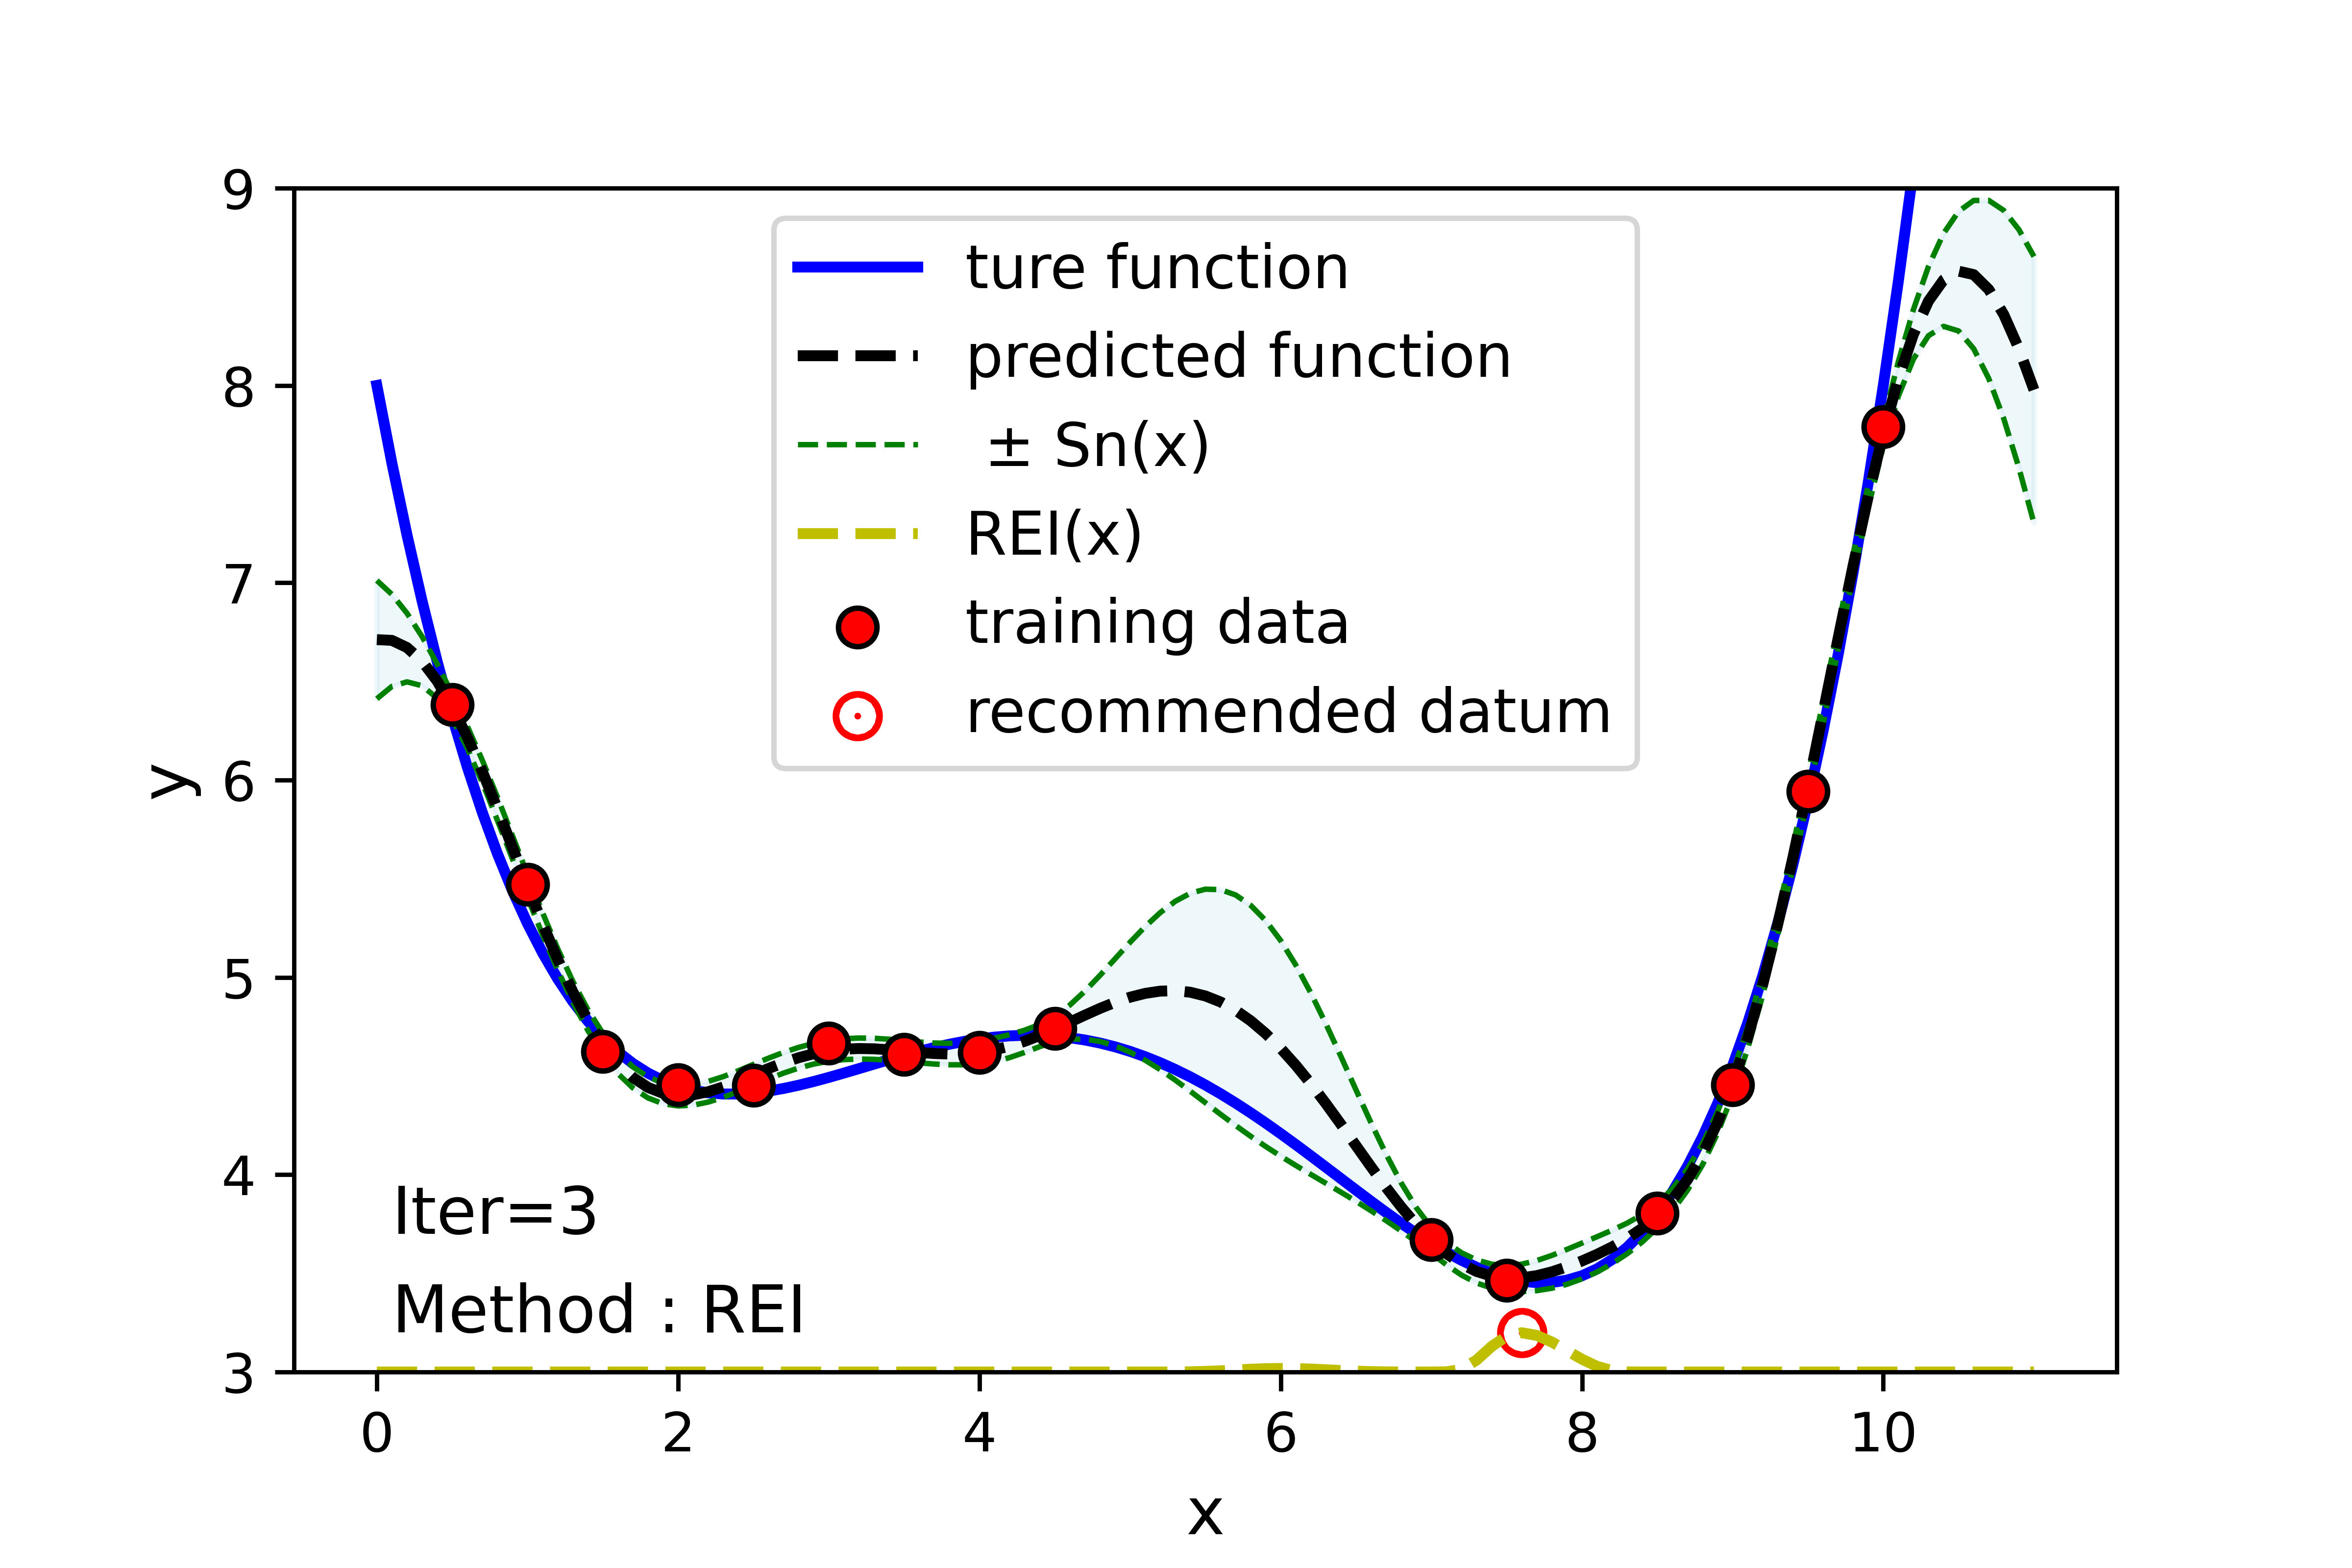 ture function
predicted function
± Sn(x)
REI(x)
training data
recommended datum
Iter=3
Method : REI
y
9
8
7
6
5
4
3
0 2 4 6 8 10
x